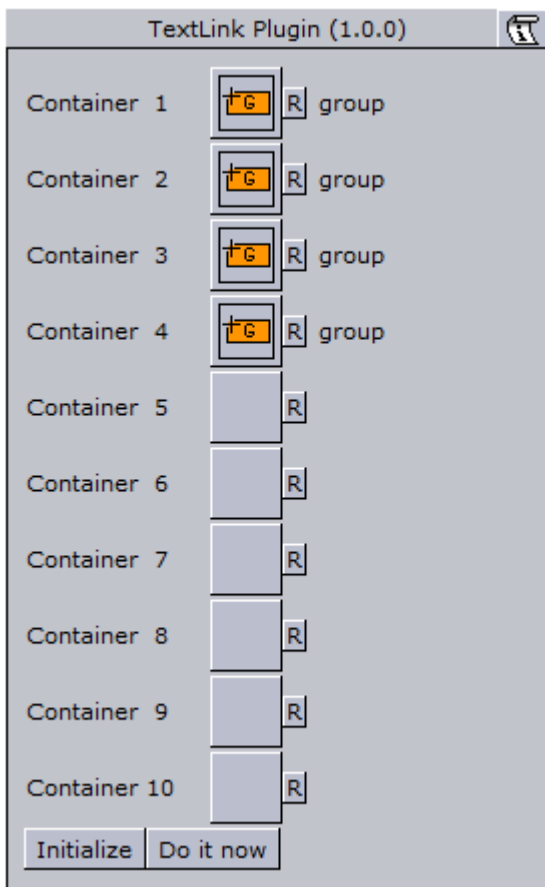 TextLink Plugin (1.0.0) i
Container 1 G R group
Container 2 G R group
Container 3 G R group
Container 4 G R group
Container 5 R
Container 6 R
Container 7 R
Container 8 R
Container 9 R
Container 10 R
Initialize Do it now